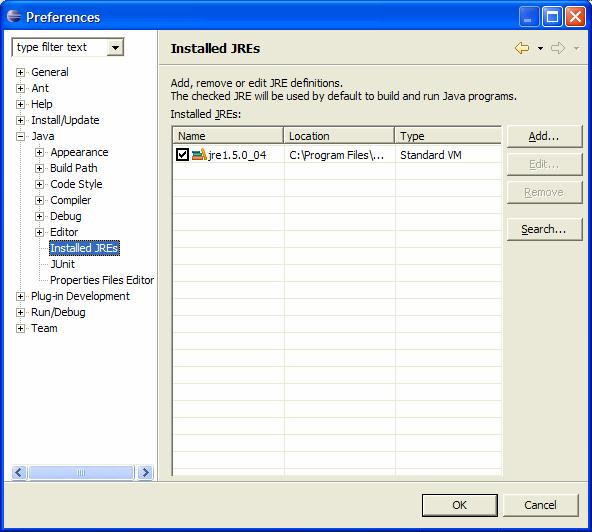 Preferences
type filter text
General
Ant
Help
Install/Update
Java
Appearance
Build Path
Code Style
Compiler
Debug
Editor
Installed JREs
JUnit
Properties Files Editor
Plug-in Development
Run/Debug
Team
Installed JREs
Add, remove or edit JRE definitions.
The checked JRE will be used by default to build and run Java programs.
Installed JREs:
Name Location Type
jre1.5.0_04 C:\Program Files\... Standard VM
Add...
Edit...
Remove
Search...
OK Cancel